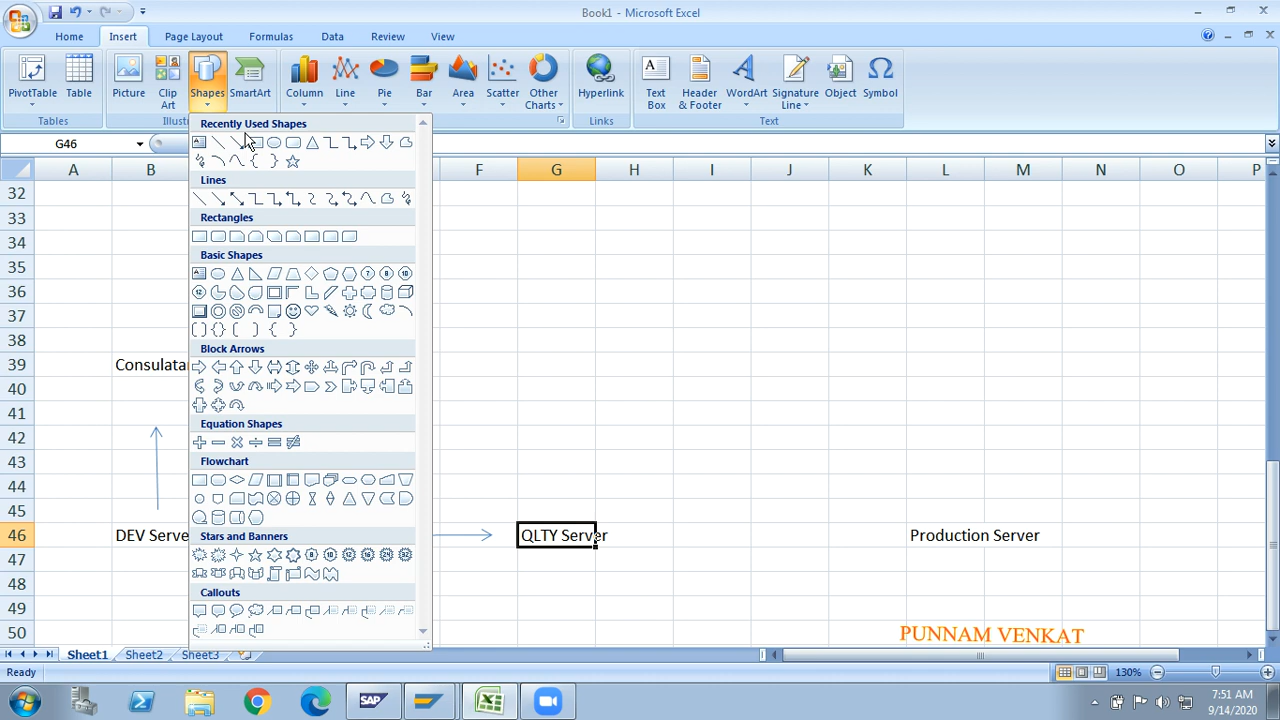 Book1 - Microsoft Excel
Home Insert Page Layout Formulas Data Review View
PivotTable Table Picture Clip Art Shapes SmartArt Column Line Pie Bar Area Scatter Other Charts Hyperlink Text Box Header & Footer WordArt Signature Line Object Symbol
Tables Illu Links Text
Recently Used Shapes
G46
A B F G H I J K L M N O P
Lines
32
Rectangles
33
34
Basic Shapes
35
36
37
38
Block Arrows
39 Consulata
40
41
Equation Shapes
42
Flowchart
43
44
45
Stars and Banners
46 DEV Serve QLTY Server Production Server
47
48
Callouts
49
50 PUNNAM VENKAT
Sheet1 Sheet2 Sheet3
Ready 130%
SAP
7:51 AM
9/14/2020